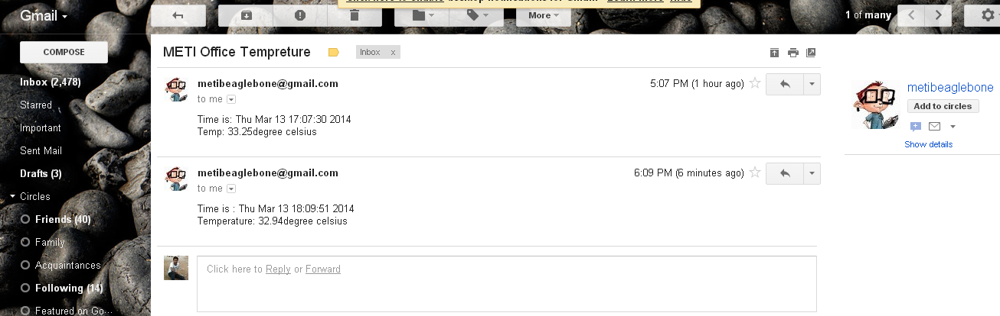 Gmail
More
1 of many
COMPOSE
Inbox (2,478)
Starred
Important
Sent Mail
Drafts (3)
Circles
Friends (40)
Family
Acquaintances
Following (14)
Featured on Go...
METI Office Tempreture
Inbox x
metibeaglebone@gmail.com
5:07 PM (1 hour ago)
to me
Time is: Thu Mar 13 17:07:30 2014
Temp: 33.25degree celsius
metibeaglebone@gmail.com
6:09 PM (6 minutes ago)
to me
Time is : Thu Mar 13 18:09:51 2014
Temperature: 32.94degree celsius
Click here to Reply or Forward
metibeaglebone
Add to circles
Show details